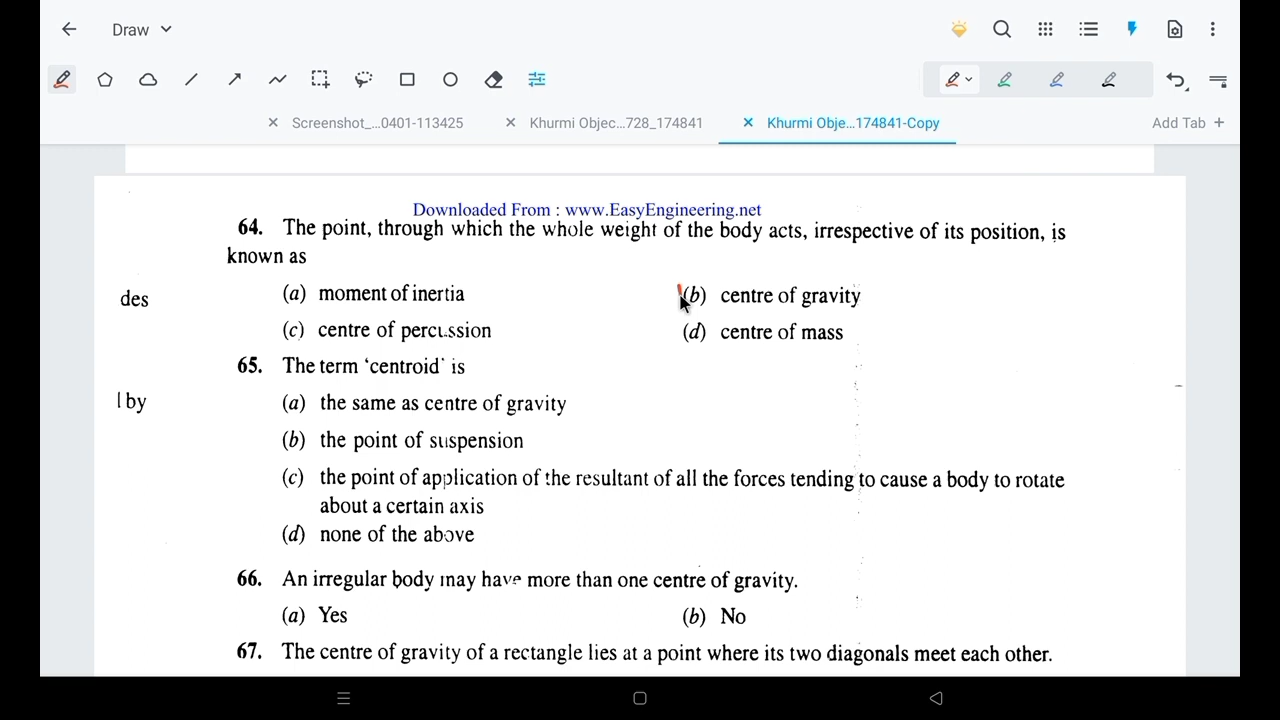 Draw
Screenshot_...0401-113425
Khurmi Objec...728_174841
Khurmi Obje...174841-Copy
Add Tab +
Downloaded From : www.EasyEngineering.net
64. The point, through which the whole weight of the body acts, irrespective of its position, is
known as
des
(a) moment of inertia (b) centre of gravity
(c) centre of percussion (d) centre of mass
65. The term ‘centroid’ is
l by
(a) the same as centre of gravity
(b) the point of suspension
(c) the point of application of the resultant of all the forces tending to cause a body to rotate
about a certain axis
(d) none of the above
66. An irregular body may have more than one centre of gravity.
(a) Yes (b) No
67. The centre of gravity of a rectangle lies at a point where its two diagonals meet each other.